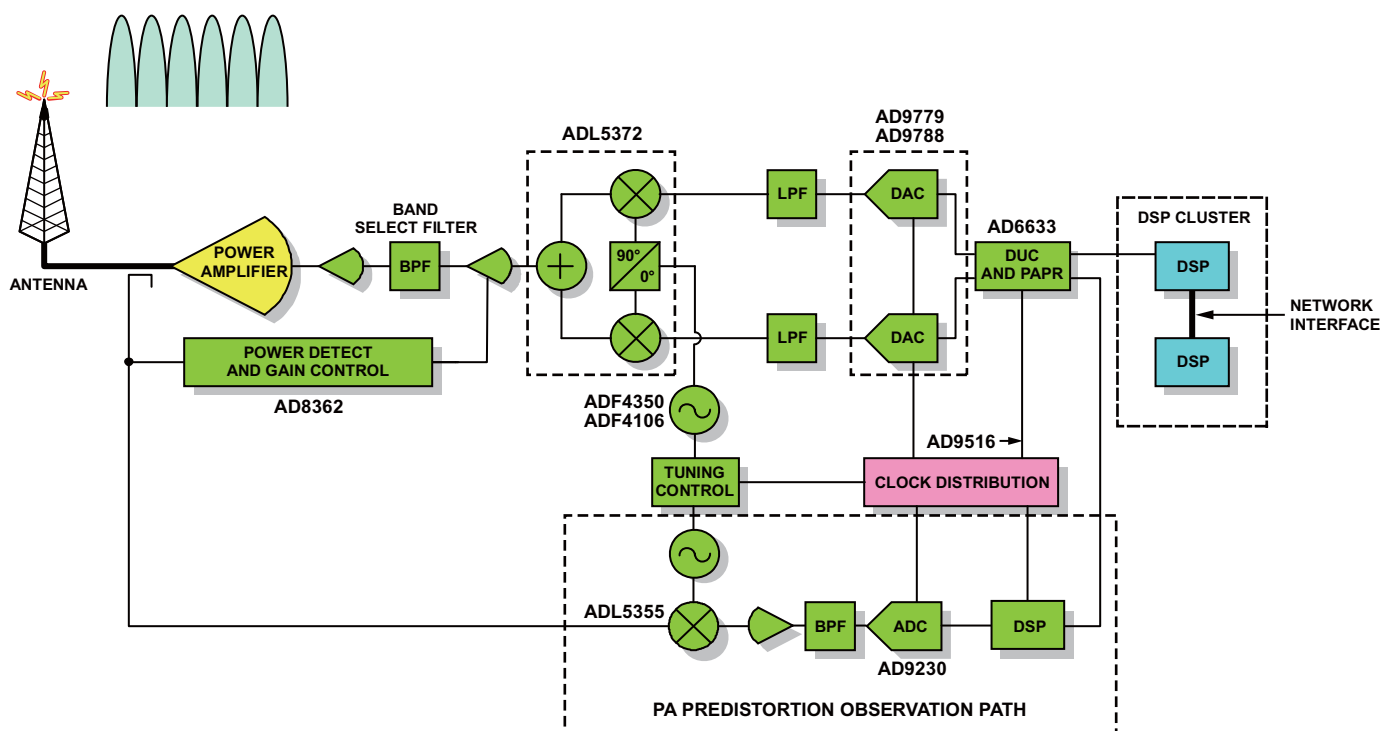 AD9779
AD9788
ADL5372
BAND
SELECT FILTER
LPF
DAC
AD6633
DSP CLUSTER
POWER
AMPLIFIER
BPF
90°
0°
DUC
AND PAPR
DSP
ANTENNA
NETWORK
INTERFACE
POWER DETECT
AND GAIN CONTROL
LPF
DAC
DSP
AD8362
ADF4350
ADF4106
AD9516
TUNING
CONTROL
CLOCK DISTRIBUTION
ADL5355
BPF
ADC
DSP
AD9230
PA PREDISTORTION OBSERVATION PATH